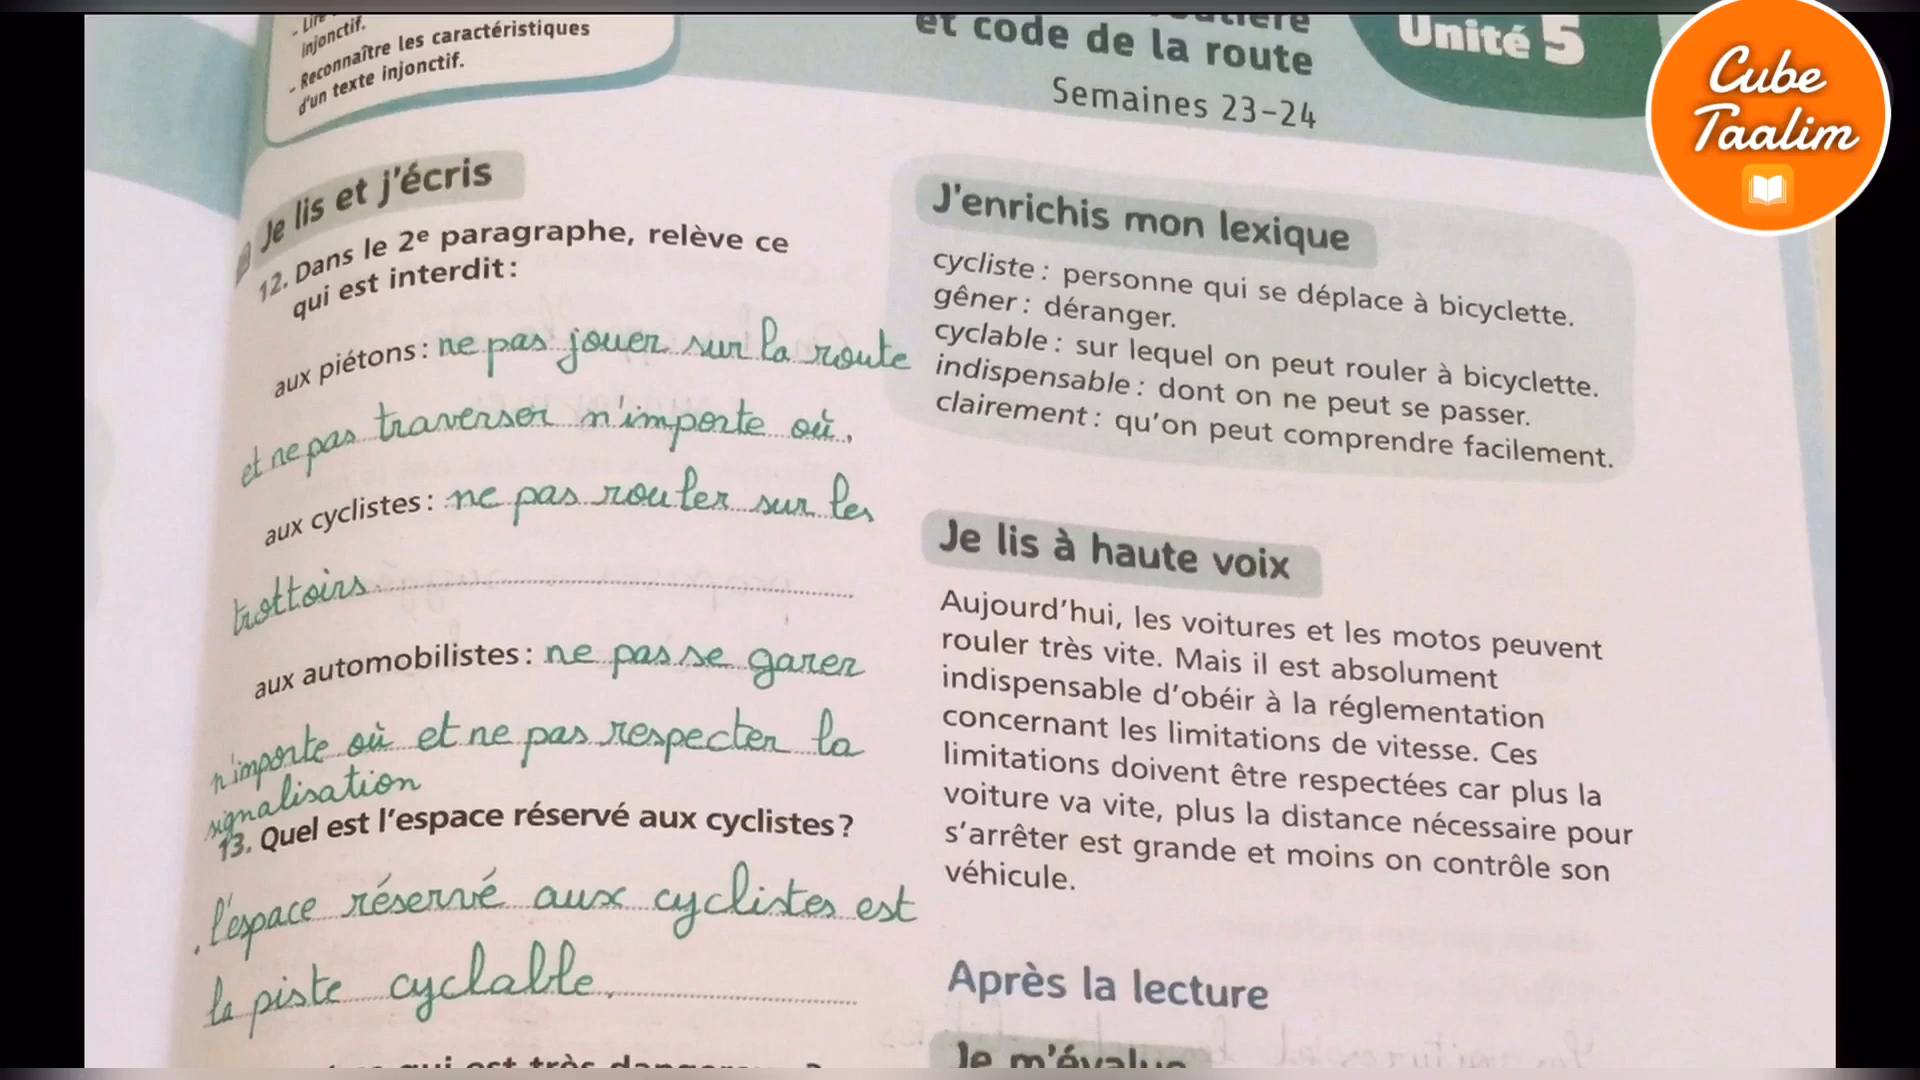 - Lire
injonctif.
- Reconnaître les caractéristiques
d'un texte injonctif.
et code de la route
Semaines 23-24
Unité 5
Cube
Taalim
Je lis et j'écris
12. Dans le 2e paragraphe, relève ce
qui est interdit :
aux piétons : ne pas jouer sur la route
et ne pas traverser n'importe où.
aux cyclistes : ne pas rouler sur les
trottoirs
aux automobilistes : ne pas se garer
n'importe où et ne pas respecter la
signalisation
13. Quel est l'espace réservé aux cyclistes ?
l'espace réservé aux cyclistes est
la piste cyclable.
J'enrichis mon lexique
cycliste : personne qui se déplace à bicyclette.
gêner : déranger.
cyclable : sur lequel on peut rouler à bicyclette.
indispensable : dont on ne peut se passer.
clairement : qu'on peut comprendre facilement.
Je lis à haute voix
Aujourd'hui, les voitures et les motos peuvent
rouler très vite. Mais il est absolument
indispensable d'obéir à la réglementation
concernant les limitations de vitesse. Ces
limitations doivent être respectées car plus la
voiture va vite, plus la distance nécessaire pour
s'arrêter est grande et moins on contrôle son
véhicule.
Après la lecture
Je m'évalue